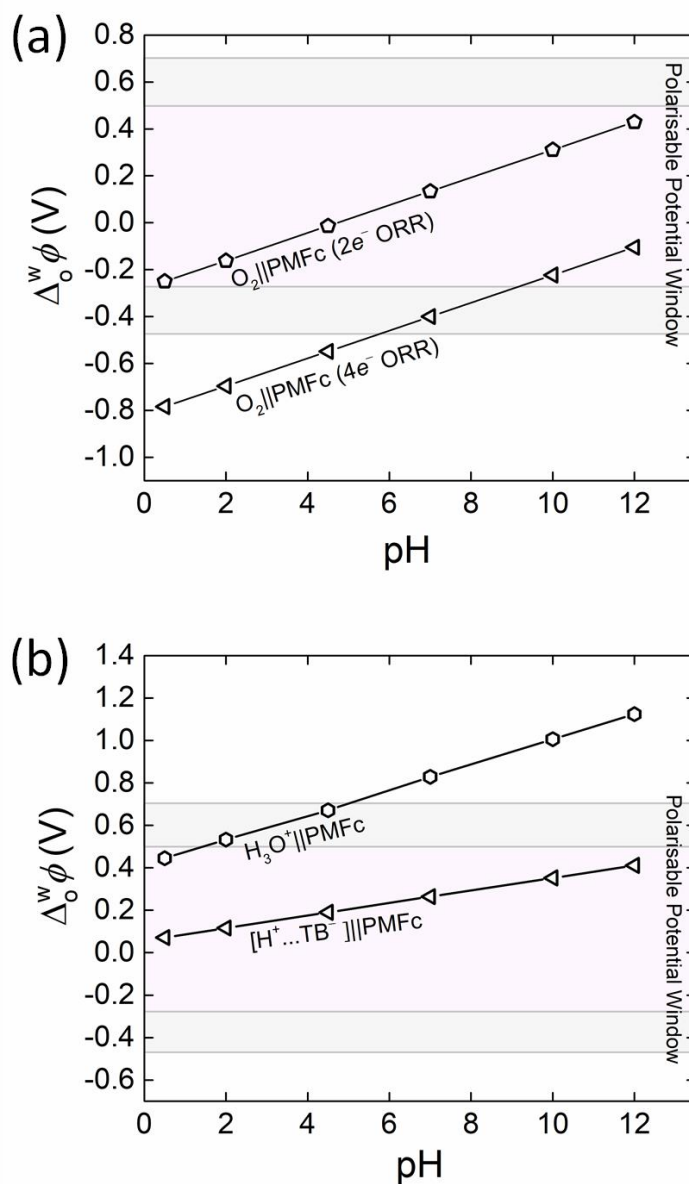 (a)
0.8
0.6
0.4
0.2
0.0
-0.2
-0.4
-0.6
-0.8
-1.0
Δ_o^w ϕ (V)
O₂||PMFc (2e⁻ ORR)
O₂||PMFc (4e⁻ ORR)
Polarisable Potential Window
0 2 4 6 8 10 12
pH
(b)
1.4
1.2
1.0
0.8
0.6
0.4
0.2
0.0
-0.2
-0.4
-0.6
Δ_o^w ϕ (V)
H₃O⁺||PMFc
[H⁺...TB⁻ ]||PMFc
Polarisable Potential Window
0 2 4 6 8 10 12
pH